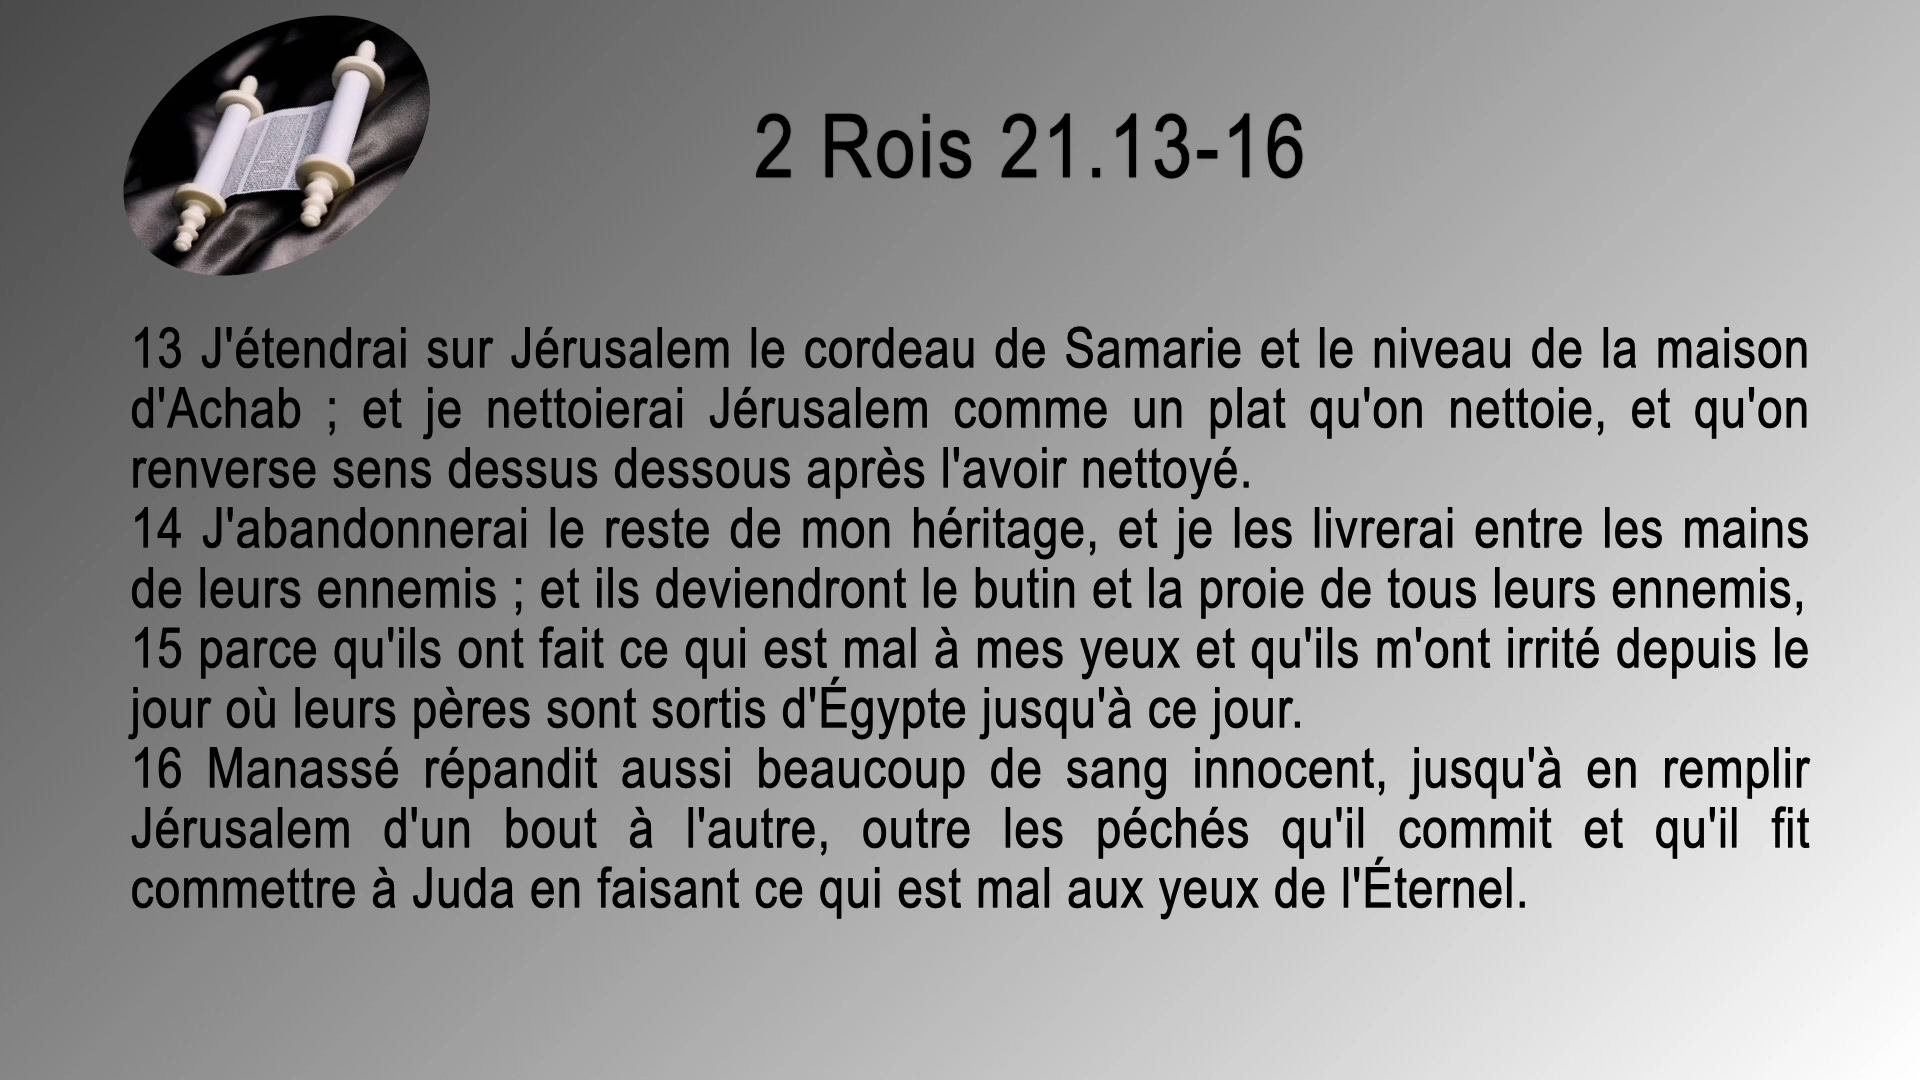 2 Rois 21.13-16
13 J'étendrai sur Jérusalem le cordeau de Samarie et le niveau de la maison
d'Achab ; et je nettoierai Jérusalem comme un plat qu'on nettoie, et qu'on
renverse sens dessus dessous après l'avoir nettoyé.
14 J'abandonnerai le reste de mon héritage, et je les livrerai entre les mains
de leurs ennemis ; et ils deviendront le butin et la proie de tous leurs ennemis,
15 parce qu'ils ont fait ce qui est mal à mes yeux et qu'ils m'ont irrité depuis le
jour où leurs pères sont sortis d'Égypte jusqu'à ce jour.
16 Manassé répandit aussi beaucoup de sang innocent, jusqu'à en remplir
Jérusalem d'un bout à l'autre, outre les péchés qu'il commit et qu'il fit
commettre à Juda en faisant ce qui est mal aux yeux de l'Éternel.